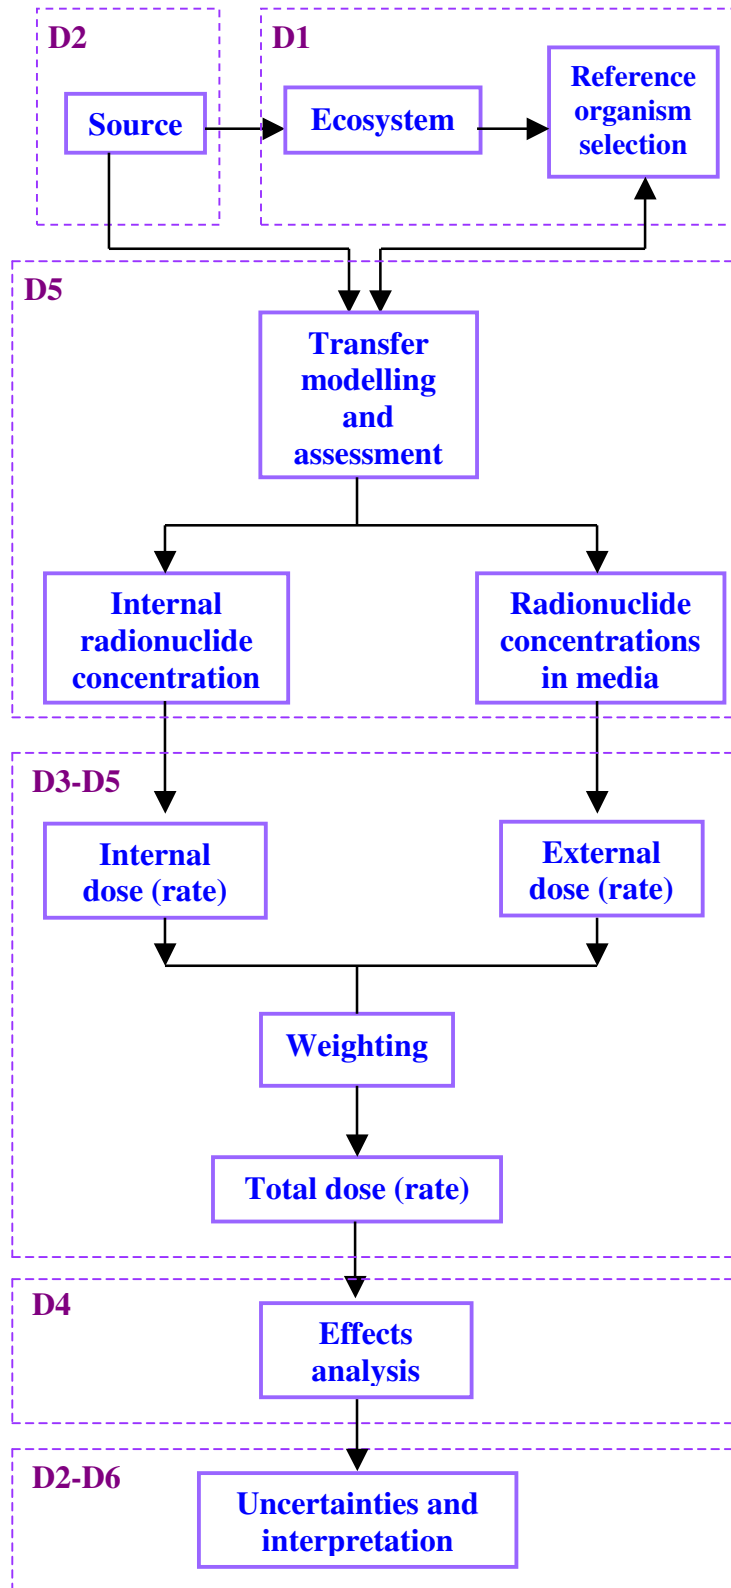 D2
D1
Source
Ecosystem
Reference
organism
selection
D5
Transfer
modelling
and
assessment
Internal
radionuclide
concentration
Radionuclide
concentrations
in media
D3-D5
Internal
dose (rate)
External
dose (rate)
Weighting
Total dose (rate)
D4
Effects
analysis
D2-D6
Uncertainties and
interpretation